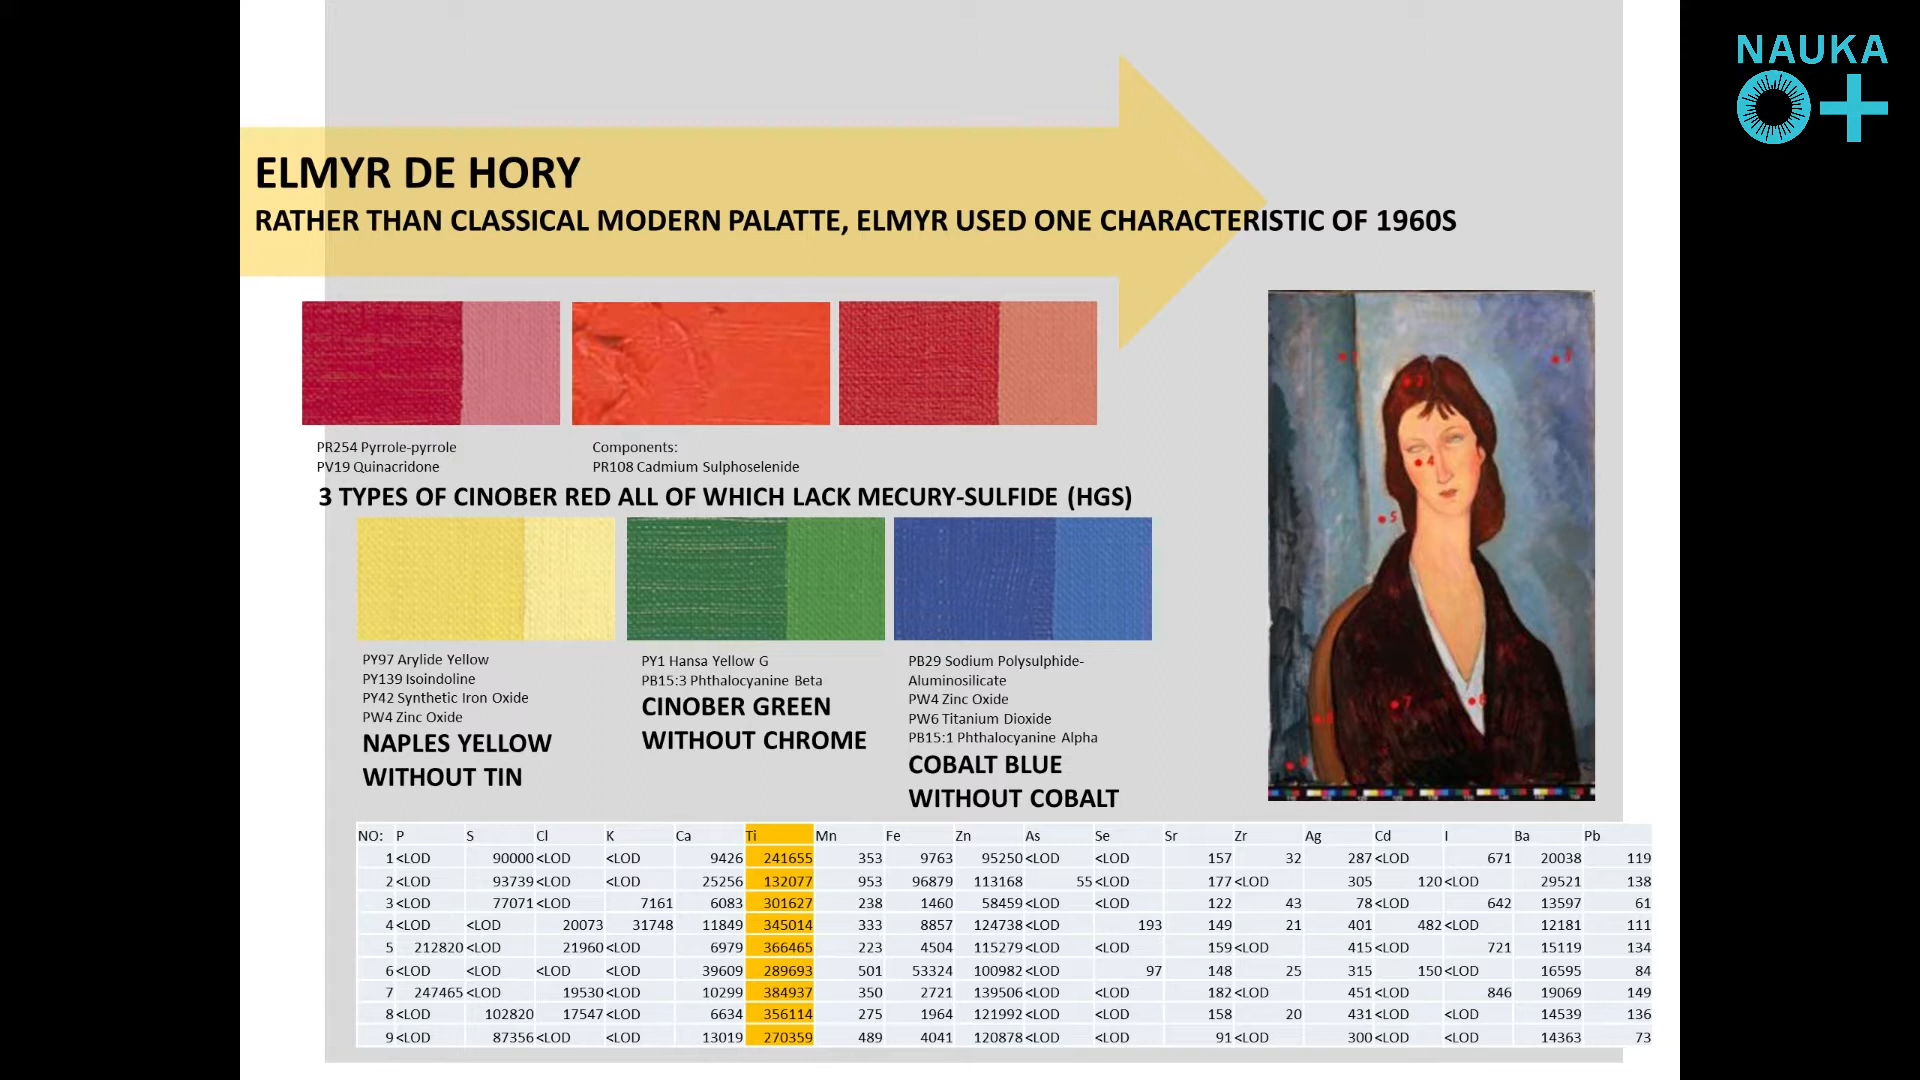 NAUKA
0+
ELMYR DE HORY
RATHER THAN CLASSICAL MODERN PALATTE, ELMYR USED ONE CHARACTERISTIC OF 1960S
PR254 Pyrrole-pyrrole
PV19 Quinacridone
Components:
PR108 Cadmium Sulphoselenide
3 TYPES OF CINOBER RED ALL OF WHICH LACK MECURY-SULFIDE (HGS)
PY97 Arylide Yellow
PY139 Isoindoline
PY42 Synthetic Iron Oxide
PW4 Zinc Oxide
NAPLES YELLOW
WITHOUT TIN
PY1 Hansa Yellow G
PB15:3 Phthalocyanine Beta
CINOBER GREEN
WITHOUT CHROME
PB29 Sodium Polysulphide-
Aluminosilicate
PW4 Zinc Oxide
PW6 Titanium Dioxide
PB15:1 Phthalocyanine Alpha
COBALT BLUE
WITHOUT COBALT
2
4
5
7
NO: P S Cl K Ca Ti Mn Fe Zn As Se Sr Zr Ag Cd I Ba Pb
1 <LOD 90000 <LOD <LOD 9426 241655 353 9763 95250 <LOD <LOD 157 32 287 <LOD 671 20038 119
2 <LOD 93739 <LOD <LOD 25256 132077 953 96879 113168 55 <LOD 177 <LOD 305 120 <LOD 29521 138
3 <LOD 77071 <LOD 7161 6083 301627 238 1460 58459 <LOD <LOD 122 43 78 <LOD 642 13597 61
4 <LOD <LOD 20073 31748 11849 345014 333 8857 124738 <LOD 193 149 21 401 482 <LOD 12181 111
5 212820 <LOD 21960 <LOD 6979 366465 223 4504 115279 <LOD <LOD 159 <LOD 415 <LOD 721 15119 134
6 <LOD <LOD <LOD <LOD 39609 289693 501 53324 100982 <LOD 97 148 25 315 150 <LOD 16595 84
7 247465 <LOD 19530 <LOD 10299 384937 350 2721 139506 <LOD <LOD 182 <LOD 451 <LOD 846 19069 149
8 <LOD 102820 17547 <LOD 6634 356114 275 1964 121992 <LOD <LOD 158 20 431 <LOD <LOD 14539 136
9 <LOD 87356 <LOD <LOD 13019 270359 489 4041 120878 <LOD <LOD 91 <LOD 300 <LOD <LOD 14363 73